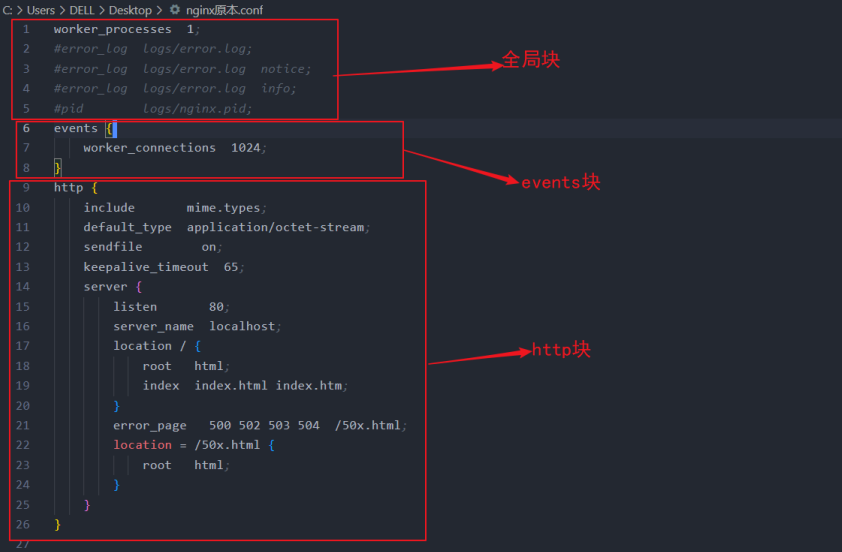 C: > Users > DELL > Desktop > nginx原本.conf
1 worker_processes 1;
2 #error_log logs/error.log;
3 #error_log logs/error.log notice;
4 #error_log logs/error.log info;
5 #pid logs/nginx.pid;
全局块
6 events {
7 worker_connections 1024;
8 }
events块
9 http {
10 include mime.types;
11 default_type application/octet-stream;
12 sendfile on;
13 keepalive_timeout 65;
14 server {
15 listen 80;
16 server_name localhost;
17 location / {
18 root html;
19 index index.html index.htm;
20 }
21 error_page 500 502 503 504 /50x.html;
22 location = /50x.html {
23 root html;
24 }
25 }
26 }
http块
27